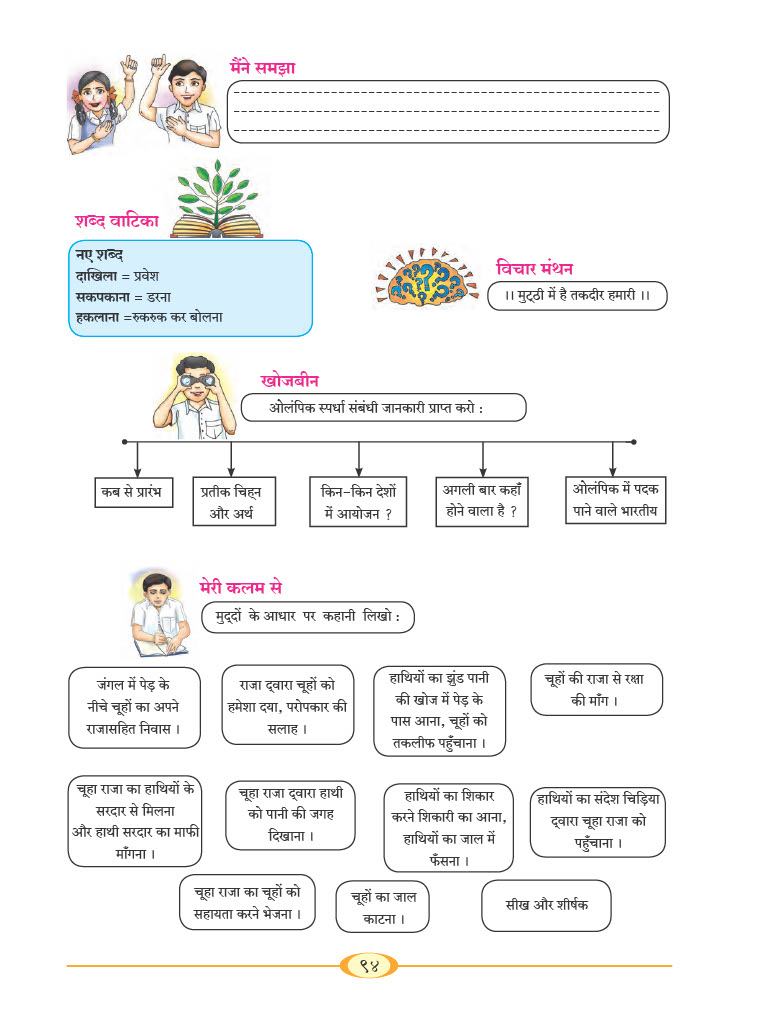 मैंने समझा
शब्द वाटिका
नए शब्द
दाखिला = प्रवेश
सकपकाना = डरना
हकलाना =रुकरुक कर बोलना
विचार मंथन
।। मुट्ठी में है तकदीर हमारी ।।
खोजबीन
ओलंपिक स्पर्धा संबंधी जानकारी प्राप्त करो :
कब से प्रारंभ
प्रतीक चिह्न
और अर्थ
किन-किन देशों
में आयोजन ?
अगली बार कहाँ
होने वाला है ?
ओलंपिक में पदक
पाने वाले भारतीय
मेरी कलम से
मुद्दों के आधार पर कहानी लिखो :
जंगल में पेड़ के
नीचे चूहों का अपने
राजासहित निवास ।
राजा द्वारा चूहों को
हमेशा दया, परोपकार की
सलाह ।
हाथियों का झुंड पानी
की खोज में पेड़ के
पास आना, चूहों को
तकलीफ पहुँचाना ।
चूहों की राजा से रक्षा
की माँग ।
चूहा राजा का हाथियों के
सरदार से मिलना
और हाथी सरदार का माफी
माँगना ।
चूहा राजा द्वारा हाथी
को पानी की जगह
दिखाना ।
हाथियों का शिकार
करने शिकारी का आना,
हाथियों का जाल में
फँसना ।
हाथियों का संदेश चिड़िया
द्वारा चूहा राजा को
पहुँचाना ।
चूहा राजा का चूहों को
सहायता करने भेजना ।
चूहों का जाल
काटना ।
सीख और शीर्षक
९४